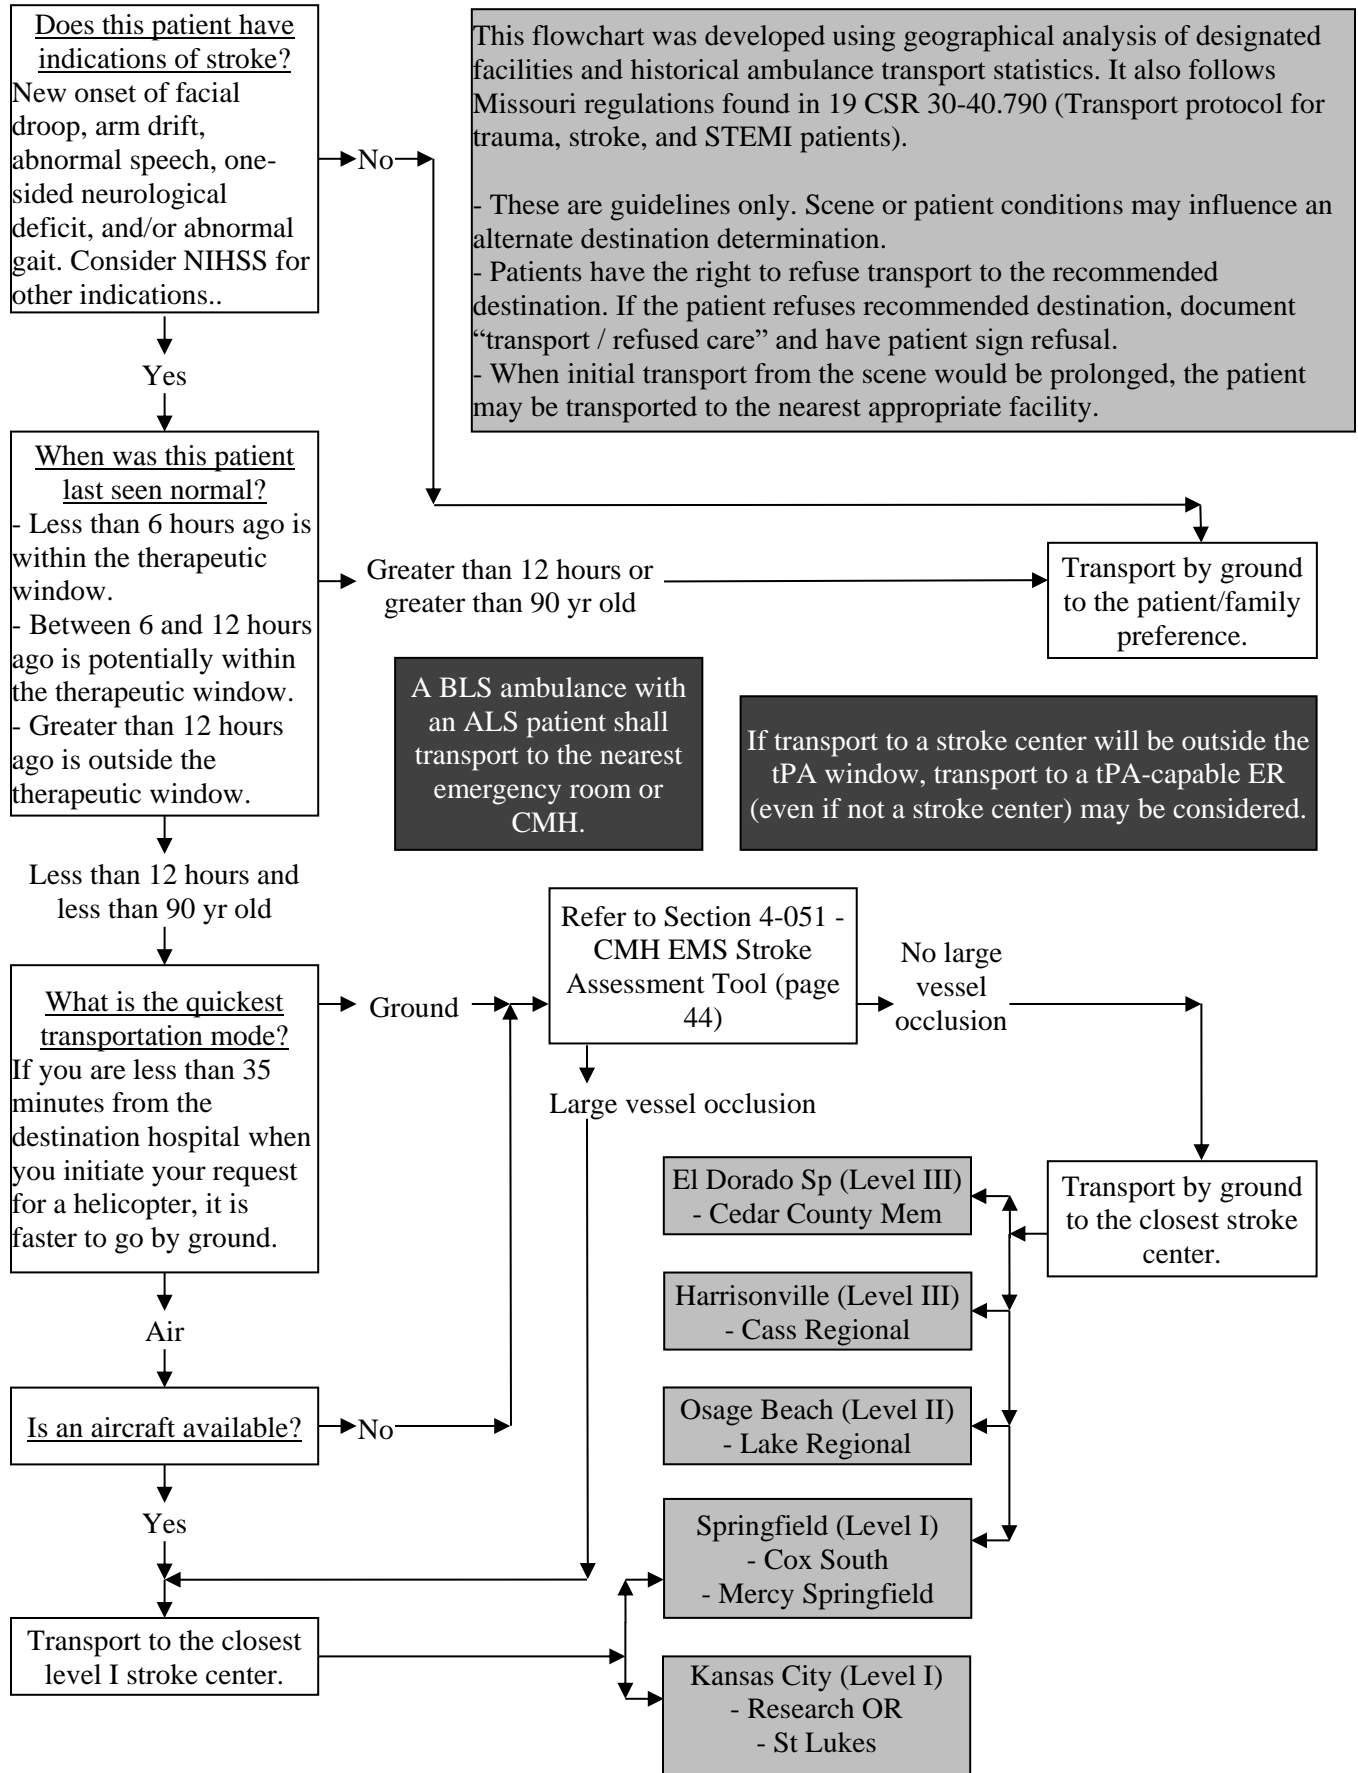 Does this patient have
indications of stroke?
New onset of facial
droop, arm drift,
abnormal speech, one-
sided neurological
deficit, and/or abnormal
gait. Consider NIHSS for
other indications..
No
This flowchart was developed using geographical analysis of designated
facilities and historical ambulance transport statistics. It also follows
Missouri regulations found in 19 CSR 30-40.790 (Transport protocol for
trauma, stroke, and STEMI patients).
- These are guidelines only. Scene or patient conditions may influence an
alternate destination determination.
- Patients have the right to refuse transport to the recommended
destination. If the patient refuses recommended destination, document
“transport / refused care” and have patient sign refusal.
- When initial transport from the scene would be prolonged, the patient
may be transported to the nearest appropriate facility.
Yes
When was this patient
last seen normal?
- Less than 6 hours ago is
within the therapeutic
window.
- Between 6 and 12 hours
ago is potentially within
the therapeutic window.
- Greater than 12 hours
ago is outside the
therapeutic window.
Greater than 12 hours or
greater than 90 yr old
Transport by ground
to the patient/family
preference.
A BLS ambulance with
an ALS patient shall
transport to the nearest
emergency room or
CMH.
If transport to a stroke center will be outside the
tPA window, transport to a tPA-capable ER
(even if not a stroke center) may be considered.
Less than 12 hours and
less than 90 yr old
What is the quickest
transportation mode?
If you are less than 35
minutes from the
destination hospital when
you initiate your request
for a helicopter, it is
faster to go by ground.
Ground
Refer to Section 4-051 -
CMH EMS Stroke
Assessment Tool (page
44)
No large
vessel
occlusion
Large vessel occlusion
Transport by ground
to the closest stroke
center.
El Dorado Sp (Level III)
- Cedar County Mem
Harrisonville (Level III)
- Cass Regional
Osage Beach (Level II)
- Lake Regional
Springfield (Level I)
- Cox South
- Mercy Springfield
Air
Is an aircraft available?
No
Yes
Transport to the closest
level I stroke center.
Kansas City (Level I)
- Research OR
- St Lukes